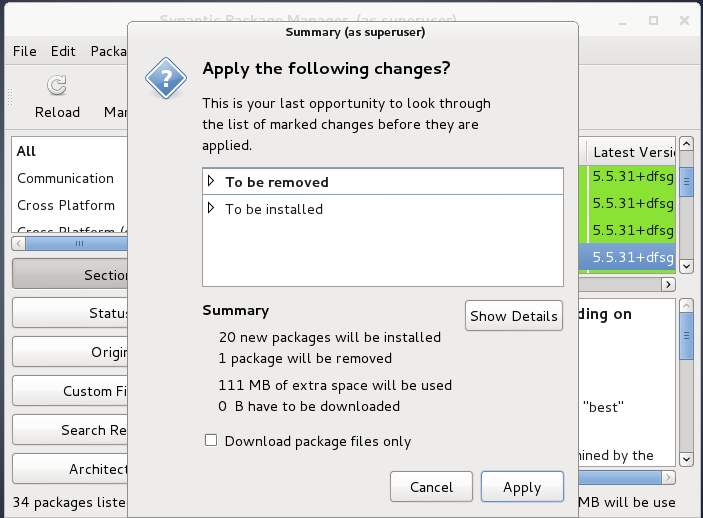 Synaptic Package Manager (as superuser)
Summary (as superuser)
File Edit Packa
Reload Mar
Apply the following changes?
This is your last opportunity to look through
the list of marked changes before they are
applied.
All
Communication
Cross Platform
Cross Platform (
To be removed
To be installed
Latest Versi
5.5.31+dfsg
5.5.31+dfsg
5.5.31+dfsg
5.5.31+dfsg
Section
Status
Origin
Custom Fi
Search Re
Architect
Summary
Show Details
20 new packages will be installed
1 package will be removed
111 MB of extra space will be used
0 B have to be downloaded
Download package files only
Cancel Apply
ding on
"best"
mined by the
34 packages liste
MB will be use